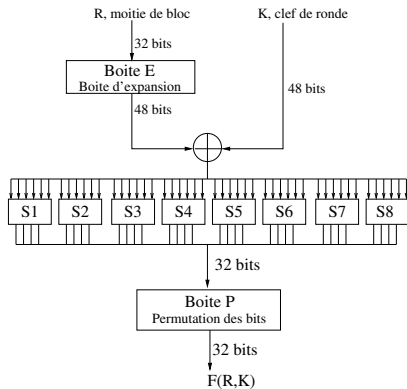 R, moitie de bloc
K, clef de ronde
32 bits
Boite E
Boite d'expansion
48 bits
48 bits
S1 S2 S3 S4 S5 S6 S7 S8
32 bits
Boite P
Permutation des bits
32 bits
F(R,K)